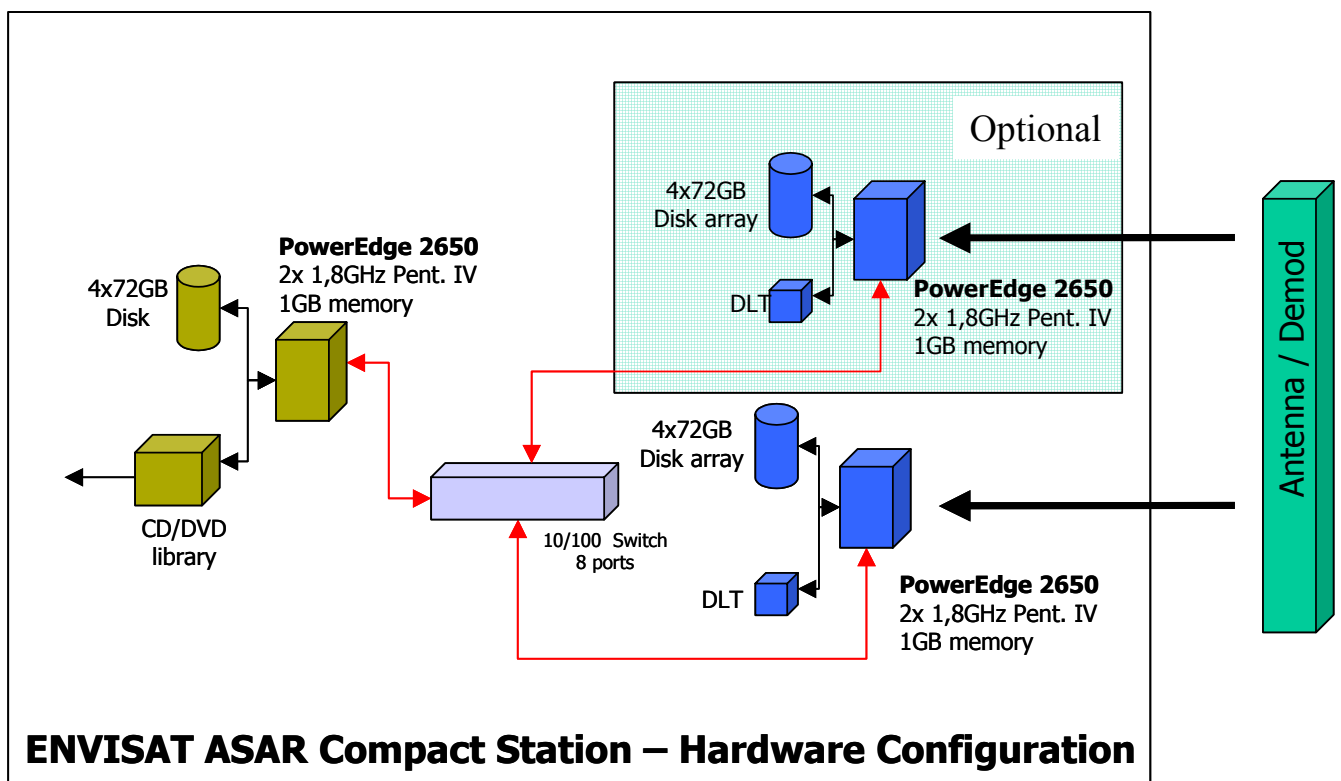 Optional
4x72GB
Disk array
DLT
PowerEdge 2650
2x 1,8GHz Pent. IV
1GB memory
PowerEdge 2650
2x 1,8GHz Pent. IV
1GB memory
4x72GB
Disk
CD/DVD
library
10/100 Switch
8 ports
4x72GB
Disk array
DLT
PowerEdge 2650
2x 1,8GHz Pent. IV
1GB memory
Antenna / Demod
ENVISAT ASAR Compact Station – Hardware Configuration